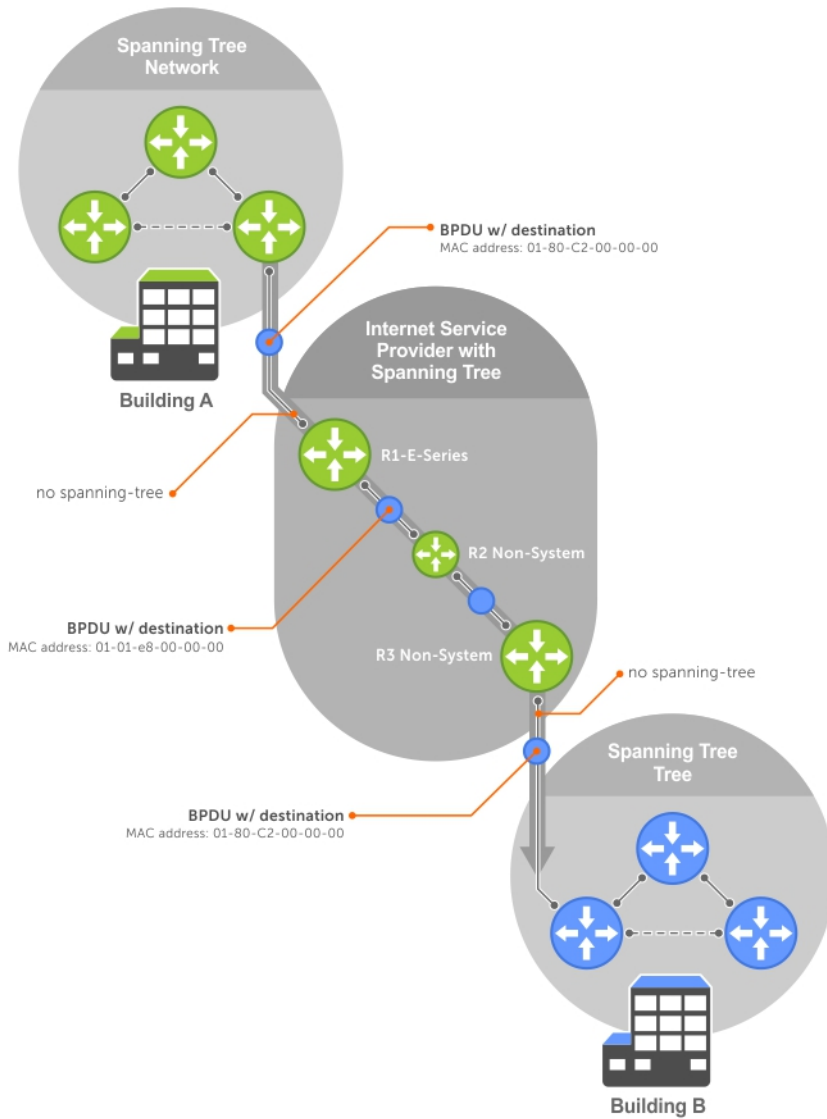 Spanning Tree
Network
BPDU w/ destination
MAC address: 01-80-C2-00-00-00
Internet Service
Provider with
Spanning Tree
Building A
R1-E-Series
no spanning-tree
R2 Non-System
BPDU w/ destination
MAC address: 01-01-e8-00-00-00
R3 Non-System
no spanning-tree
Spanning Tree
Tree
BPDU w/ destination
MAC address: 01-80-C2-00-00-00
Building B